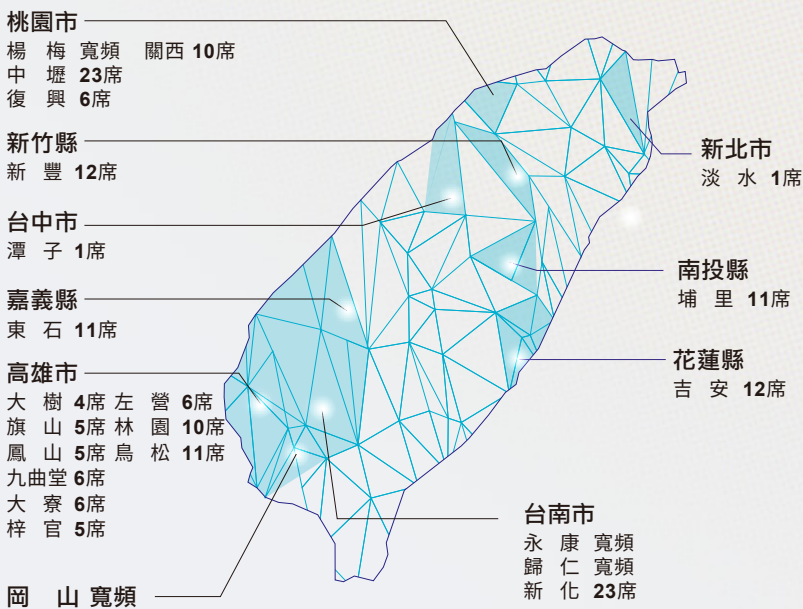 桃園市
楊 梅 寬頻 關西 10席
中 壢 23席
復 興 6席
新竹縣
新 豐 12席
台中市
潭 子 1席
嘉義縣
東 石 11席
高雄市
大 樹 4席 左 營 6席
旗 山 5席 林 園 10席
鳳 山 5席 鳥 松 11席
九曲堂 6席
大 寮 6席
梓 官 5席
岡 山 寬頻
新北市
淡 水 1席
南投縣
埔 里 11席
花蓮縣
吉 安 12席
台南市
永 康 寬頻
歸 仁 寬頻
新 化 23席